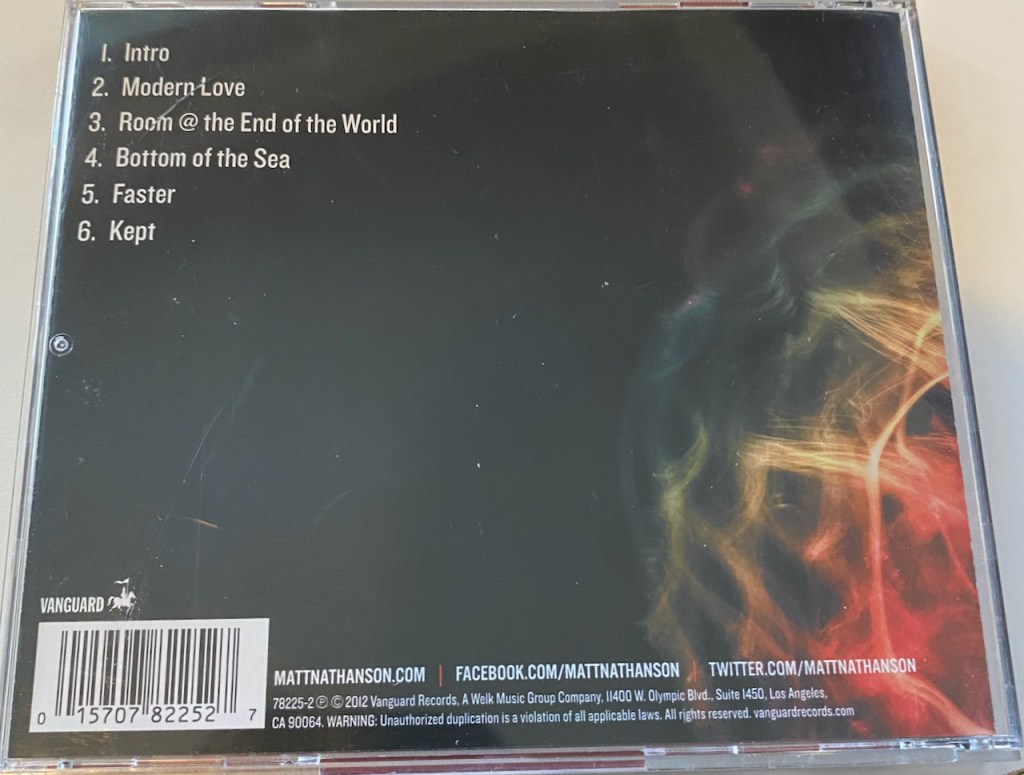 1. Intro
2. Modern Love
3. Room @ the End of the World
4. Bottom of the Sea
5. Faster
6. Kept
VANGUARD
0 15707 82252 7
MATTNATHANSON.COM | FACEBOOK.COM/MATTNATHANSON | TWITTER.COM/MATTNATHANSON
78225-2 ℗ © 2012 Vanguard Records, A Welk Music Group Company, 11400 W. Olympic Blvd., Suite 1450, Los Angeles,
CA 90064. WARNING: Unauthorized duplication is a violation of all applicable laws. All rights reserved. vanguardrecords.com